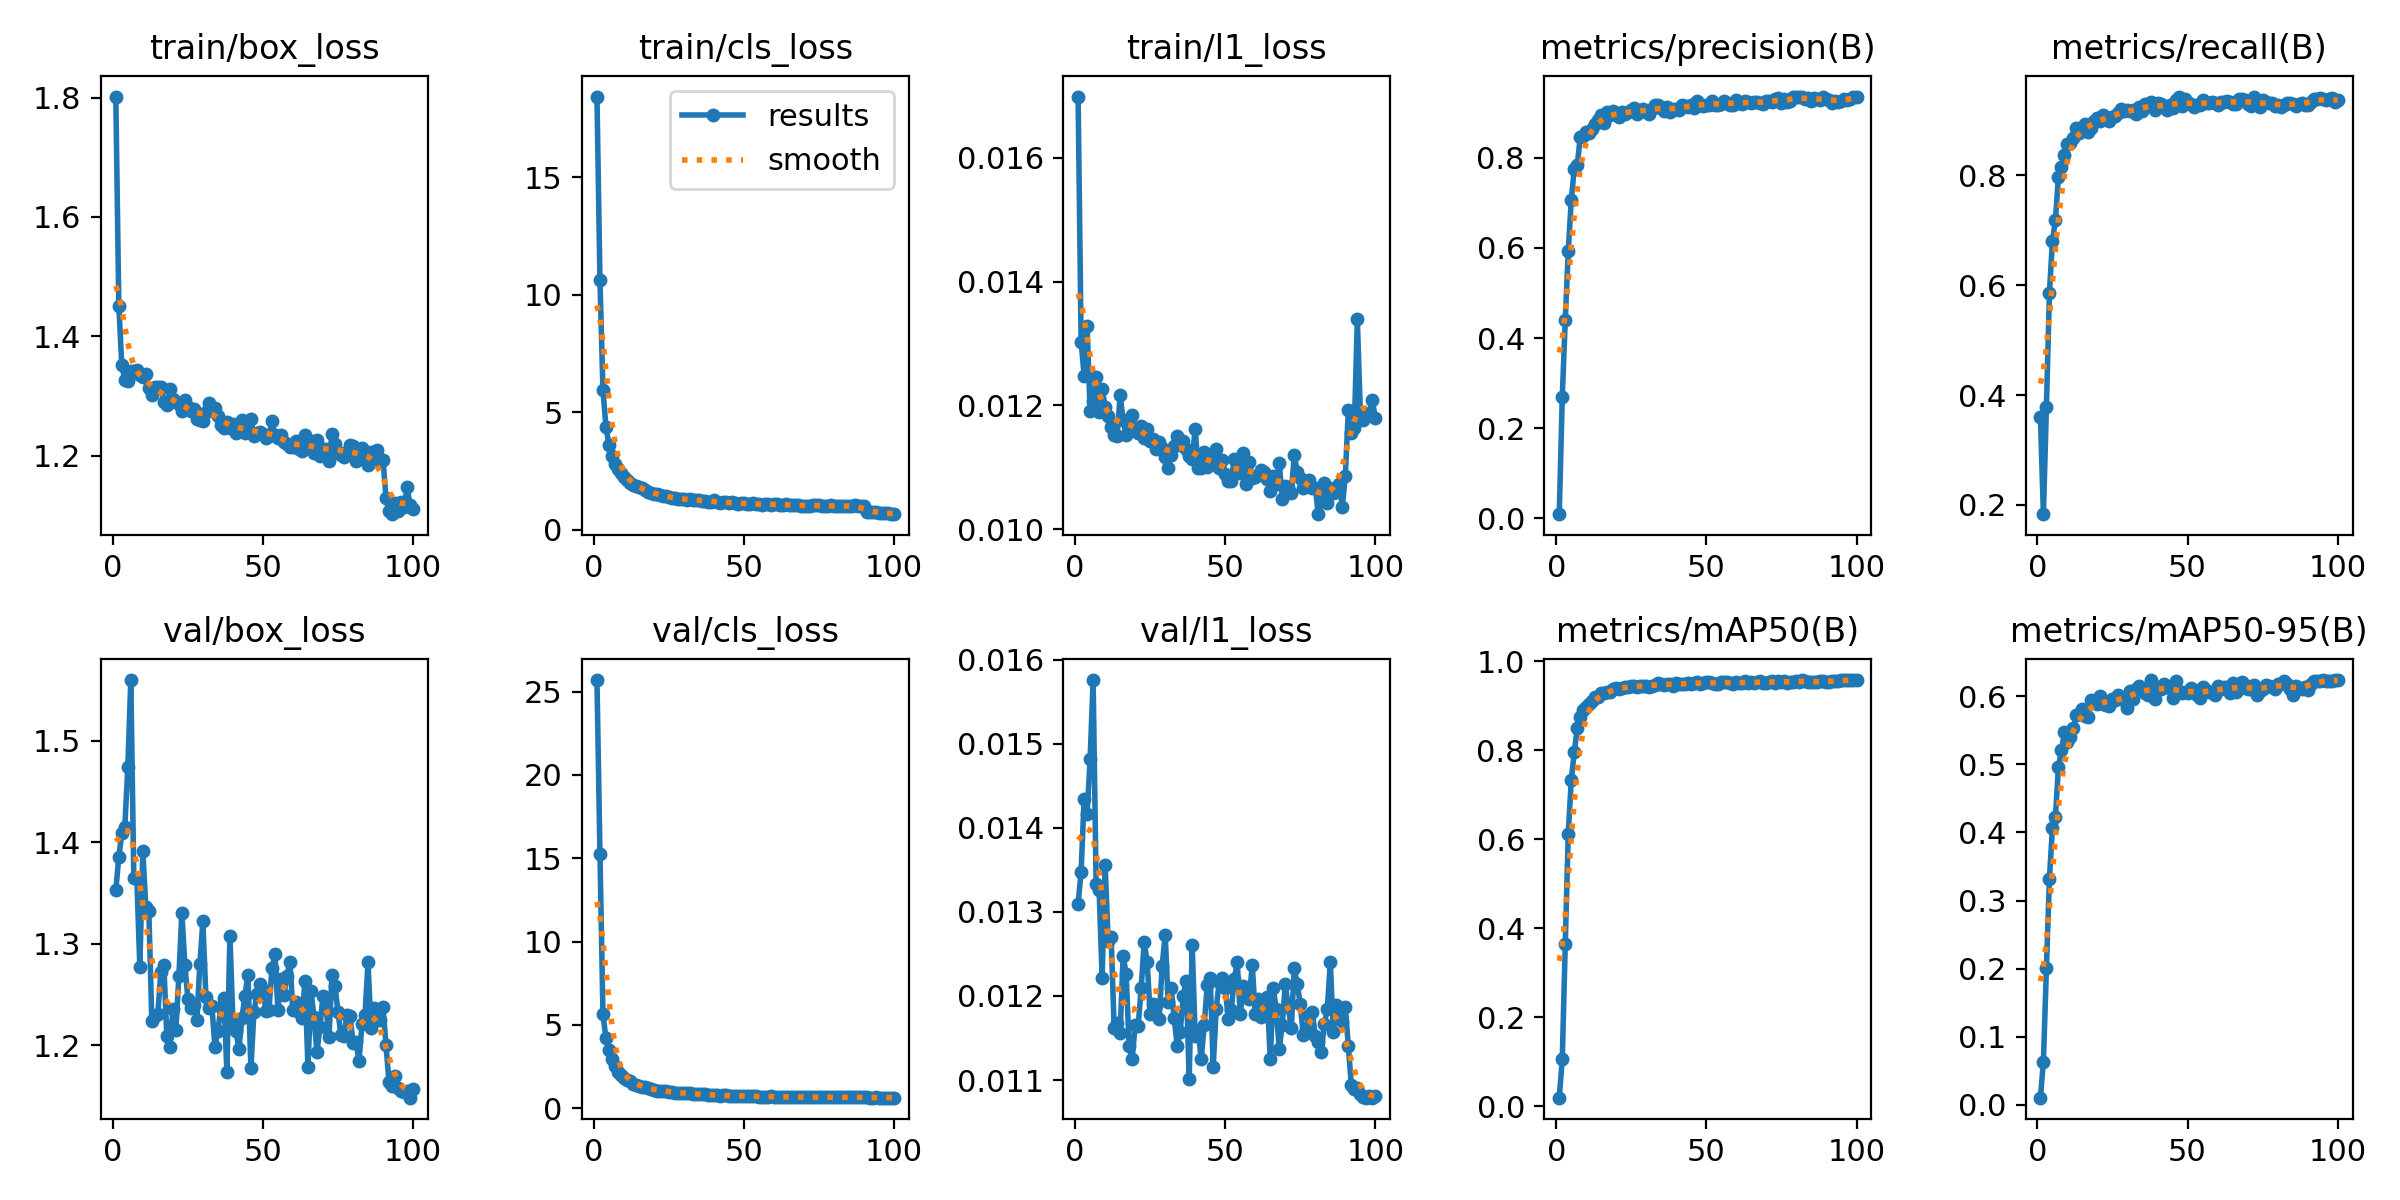 train/box_loss
1.8
1.6
1.4
1.2
0 50 100
train/cls_loss
results
smooth
15
10
5
0
0 50 100
train/l1_loss
0.016
0.014
0.012
0.010
0 50 100
metrics/precision(B)
0.8
0.6
0.4
0.2
0.0
0 50 100
metrics/recall(B)
0.8
0.6
0.4
0.2
0 50 100
val/box_loss
1.5
1.4
1.3
1.2
0 50 100
val/cls_loss
25
20
15
10
5
0
0 50 100
val/l1_loss
0.016
0.015
0.014
0.013
0.012
0.011
0 50 100
metrics/mAP50(B)
1.0
0.8
0.6
0.4
0.2
0.0
0 50 100
metrics/mAP50-95(B)
0.6
0.5
0.4
0.3
0.2
0.1
0.0
0 50 100